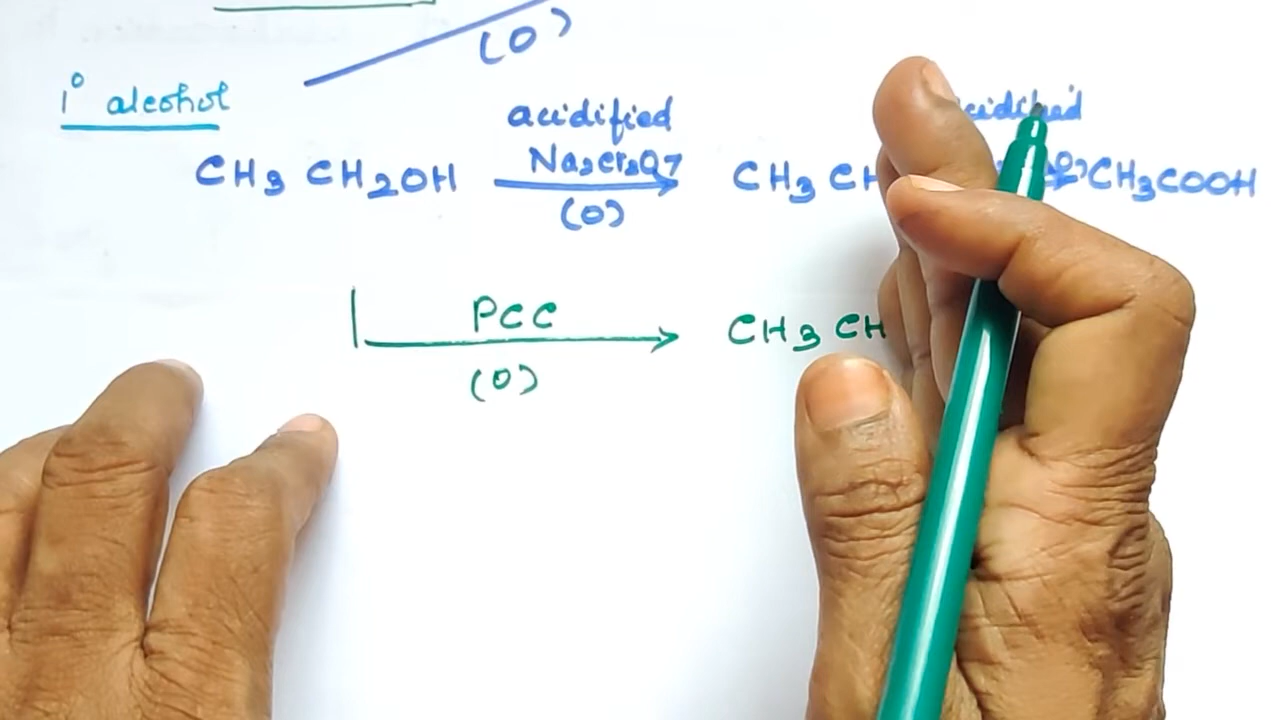 (O)
1° alcohol
acidified
Na2Cr2O7
CH3 CH2OH
CH3 CH
CH3COOH
(O)
PCC
CH3 CH
(O)